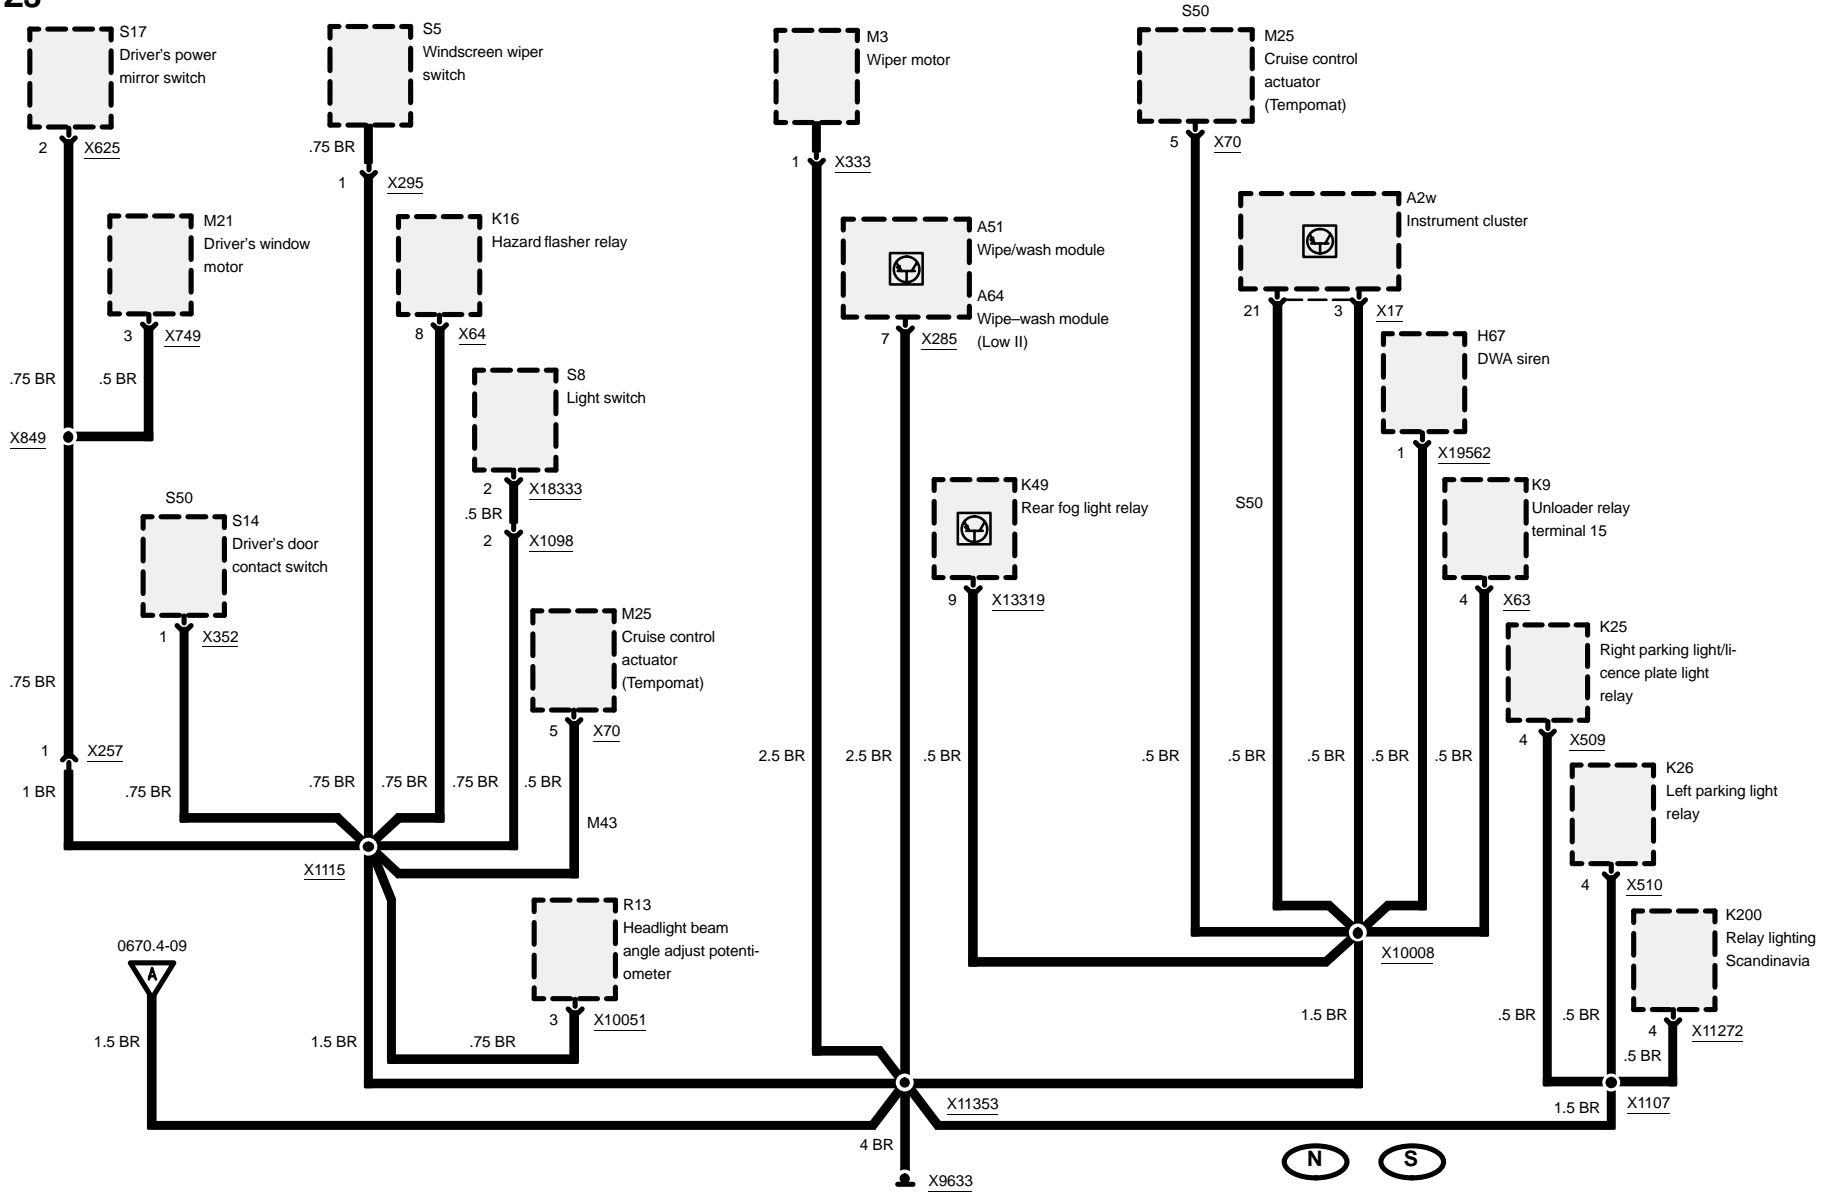 S17
Driver's power
mirror switch
2
X625
S5
Windscreen wiper
switch
.75 BR
1
X295
M3
Wiper motor
1
X333
S50
M25
Cruise control
actuator
(Tempomat)
5
X70
M21
Driver's window
motor
3
X749
.75 BR
.5 BR
X849
K16
Hazard flasher relay
8
X64
S8
Light switch
2
X18333
.5 BR
2
X1098
A51
Wipe/wash module
A64
Wipe–wash module
(Low II)
7
X285
A2w
Instrument cluster
21
3
X17
H67
DWA siren
1
X19562
K49
Rear fog light relay
9
X13319
S50
K9
Unloader relay
terminal 15
4
X63
S50
S14
Driver's door
contact switch
1
X352
M25
Cruise control
actuator
(Tempomat)
5
X70
K25
Right parking light/li-
cence plate light
relay
4
X509
.75 BR
1
X257
1 BR
.75 BR
.75 BR
.75 BR
.75 BR
.5 BR
M43
2.5 BR
2.5 BR
.5 BR
.5 BR
.5 BR
.5 BR
.5 BR
.5 BR
K26
Left parking light
relay
4
X510
X1115
R13
Headlight beam
angle adjust potenti-
ometer
3
X10051
K200
Relay lighting
Scandinavia
4
X11272
0670.4-09
A
X10008
1.5 BR
1.5 BR
.75 BR
1.5 BR
.5 BR
.5 BR
.5 BR
X11353
1.5 BR
X1107
4 BR
X9633
N
S